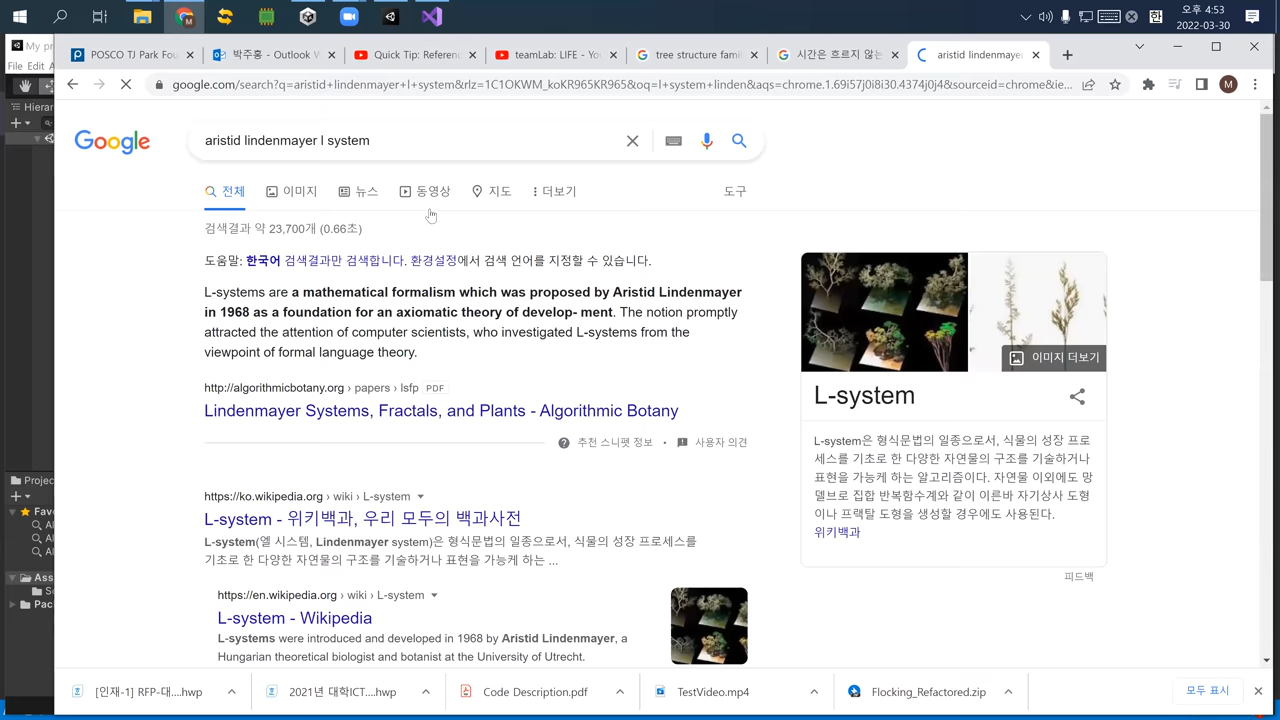 오후 4:53
2022-03-30
한
My pr
POSCO TJ Park Fou
박주홍 - Outlook W
Quick Tip: Referenc
teamLab: LIFE - Yo
tree structure famil
시간은 흐르지 않는
aristid lindenmayer
File Edit A
google.com/search?q=aristid+lindenmayer+l+system&rlz=1C1OKWM_koKR965KR965&oq=l+system+linden&aqs=chrome.1.69i57j0i8i30.4374j0j4&sourceid=chrome&ie...
M
Hierar
Google
aristid lindenmayer l system
전체
이미지
뉴스
동영상
지도
더보기
도구
검색결과 약 23,700개 (0.66초)
도움말: 한국어 검색결과만 검색합니다. 환경설정에서 검색 언어를 지정할 수 있습니다.
L-systems are a mathematical formalism which was proposed by Aristid Lindenmayer
in 1968 as a foundation for an axiomatic theory of develop- ment. The notion promptly
attracted the attention of computer scientists, who investigated L-systems from the
viewpoint of formal language theory.
http://algorithmicbotany.org › papers › lsfp PDF
Lindenmayer Systems, Fractals, and Plants - Algorithmic Botany
추천 스니펫 정보 • 사용자 의견
https://ko.wikipedia.org › wiki › L-system
L-system - 위키백과, 우리 모두의 백과사전
L-system(엘 시스템, Lindenmayer system)은 형식문법의 일종으로서, 식물의 성장 프로세스를
기초로 한 다양한 자연물의 구조를 기술하거나 표현을 가능케 하는 ...
https://en.wikipedia.org › wiki › L-system
L-system - Wikipedia
L-systems were introduced and developed in 1968 by Aristid Lindenmayer, a
Hungarian theoretical biologist and botanist at the University of Utrecht.
이미지 더보기
L-system
L-system은 형식문법의 일종으로서, 식물의 성장 프로
세스를 기초로 한 다양한 자연물의 구조를 기술하거나
표현을 가능케 하는 알고리즘이다. 자연물 이외에도 망
델브로 집합 반복함수계와 같이 이른바 자기상사 도형
이나 프랙탈 도형을 생성할 경우에도 사용된다.
위키백과
피드백
Projec
Favo
Al
Al
Al
Ass
Sc
Pac
[인재-1] RFP-대....hwp
2021년 대학ICT....hwp
Code Description.pdf
TestVideo.mp4
Flocking_Refactored.zip
모두 표시